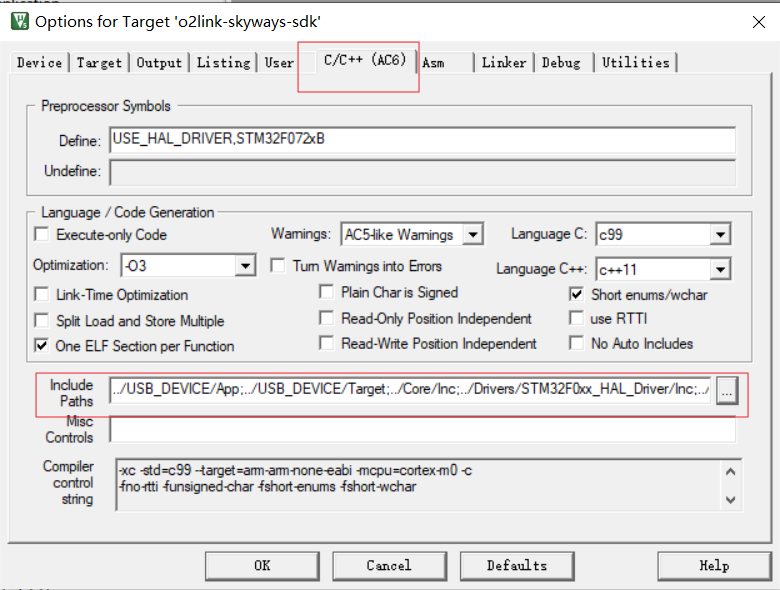 Options for Target 'o2link-skyways-sdk'
Device Target Output Listing User C/C++ (AC6) Asm Linker Debug Utilities
Preprocessor Symbols
Define: USE_HAL_DRIVER,STM32F072xB
Undefine:
Language / Code Generation
Execute-only Code Warnings: AC5-like Warnings Language C: c99
Optimization: -O3 Turn Warnings into Errors Language C++: c++11
Link-Time Optimization Plain Char is Signed Short enums/wchar
Split Load and Store Multiple Read-Only Position Independent use RTTI
One ELF Section per Function Read-Write Position Independent No Auto Includes
Include
Paths
../USB_DEVICE/App;../USB_DEVICE/Target;../Core/Inc;../Drivers/STM32F0xx_HAL_Driver/Inc;../ ...
Misc
Controls
Compiler
control
string
-xc -std=c99 --target=arm-arm-none-eabi -mcpu=cortex-m0 -c
-fno-rtti -funsigned-char -fshort-enums -fshort-wchar
OK Cancel Defaults Help